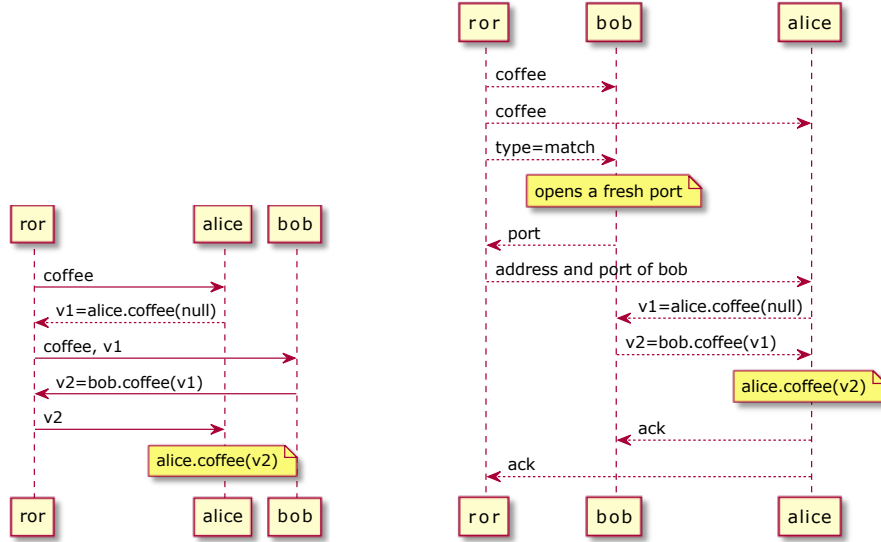 ror
alice
bob
coffee
v1=alice.coffee(null)
coffee, v1
v2=bob.coffee(v1)
v2
alice.coffee(v2)
ror
alice
bob
ror
bob
alice
coffee
coffee
type=match
opens a fresh port
port
address and port of bob
v1=alice.coffee(null)
v2=bob.coffee(v1)
alice.coffee(v2)
ack
ack
ror
bob
alice